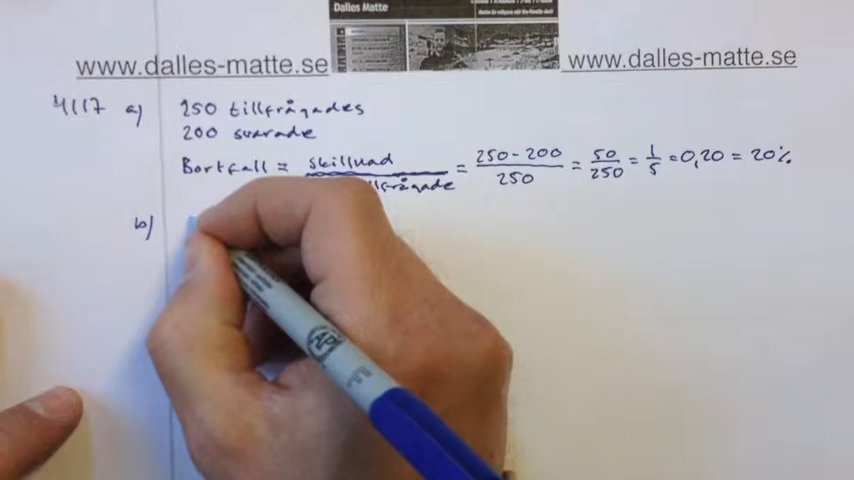 Dalles Matte
www.dalles-matte.se
www.dalles-matte.se
4117 a) 250 tillfrågades
200 svarade
Bortfall = skillnad / tillfrågade = 250-200 / 250 = 50 / 250 = 1 / 5 = 0,20 = 20%
b)